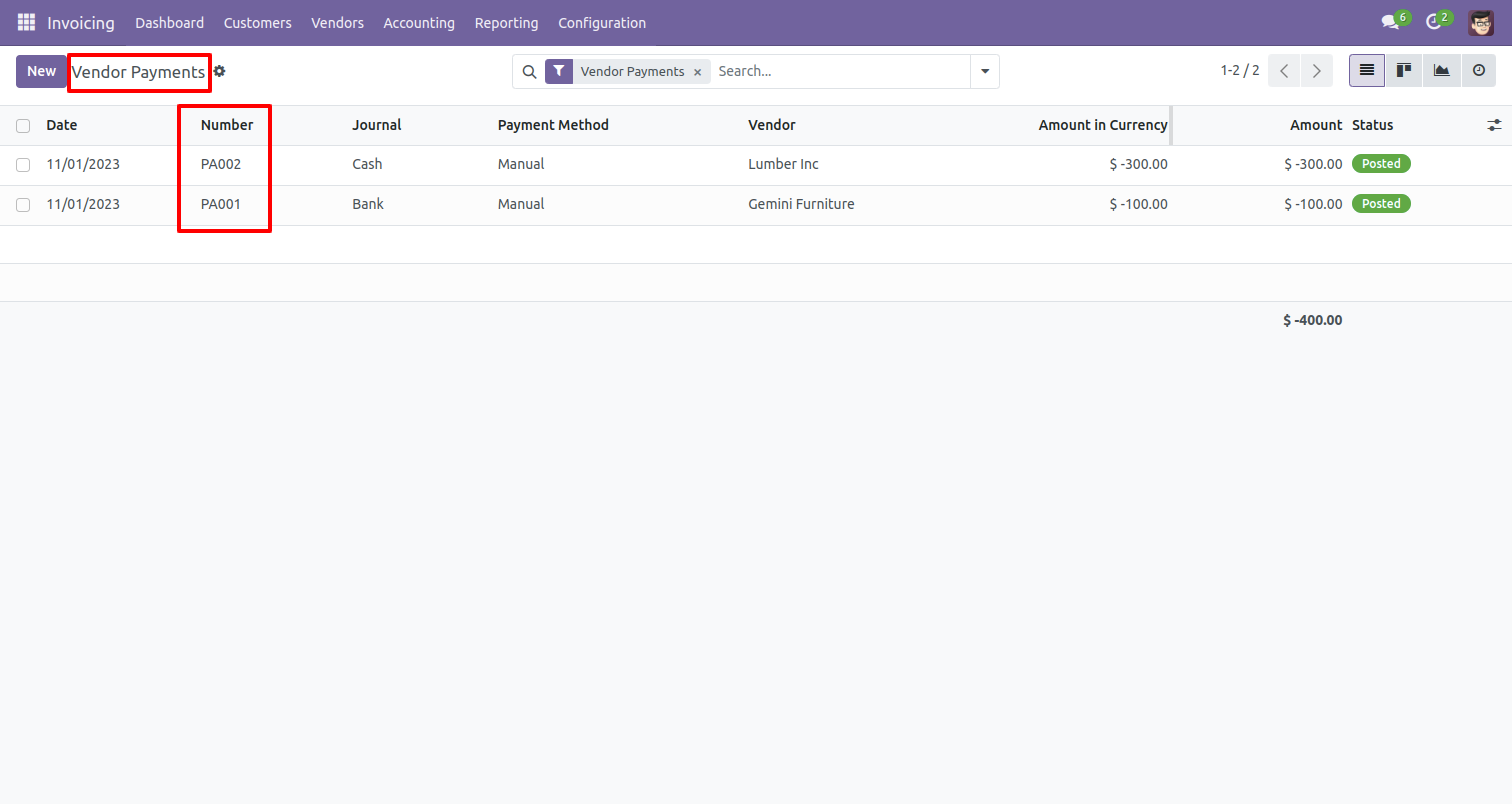 Invoicing Dashboard Customers Vendors Accounting Reporting Configuration 6 2
New Vendor Payments Vendor Payments × Search... 1-2 / 2
Date Number Journal Payment Method Vendor Amount in Currency Amount Status
11/01/2023 PA002 Cash Manual Lumber Inc $ -300.00 $ -300.00 Posted
11/01/2023 PA001 Bank Manual Gemini Furniture $ -100.00 $ -100.00 Posted
$ -400.00